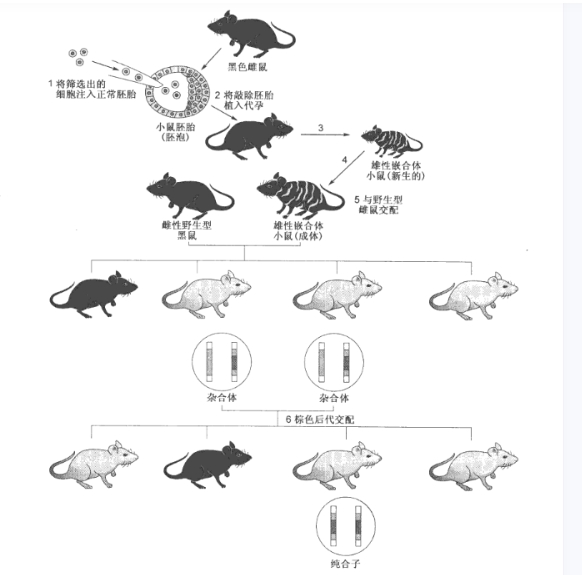 黑色雌鼠
1 将筛选出的
细胞注入正常胚胎
2 将敲除胚胎
植入代孕
小鼠胚胎
(胚泡)
3
4
雄性嵌合体
小鼠(新生的)
5 与野生型
雌鼠交配
雌性野生型
黑鼠
雄性嵌合体
小鼠(成体)
杂合体
杂合体
6 棕色后代交配
纯合子